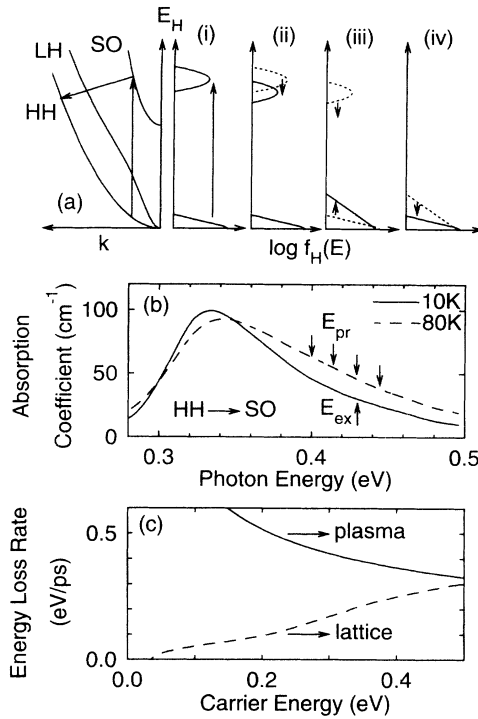 E_H
(i)
(ii)
(iii)
(iv)
LH
SO
HH
(a)
k
log f_H(E)
Absorption
Coefficient (cm⁻¹)
100
50
0
(b)
10K
80K
E_pr
HH → SO
E_ex
0.3
0.4
0.5
Photon Energy (eV)
Energy Loss Rate
(eV/ps)
0.5
0.0
(c)
plasma
lattice
0.0
0.2
0.4
Carrier Energy (eV)